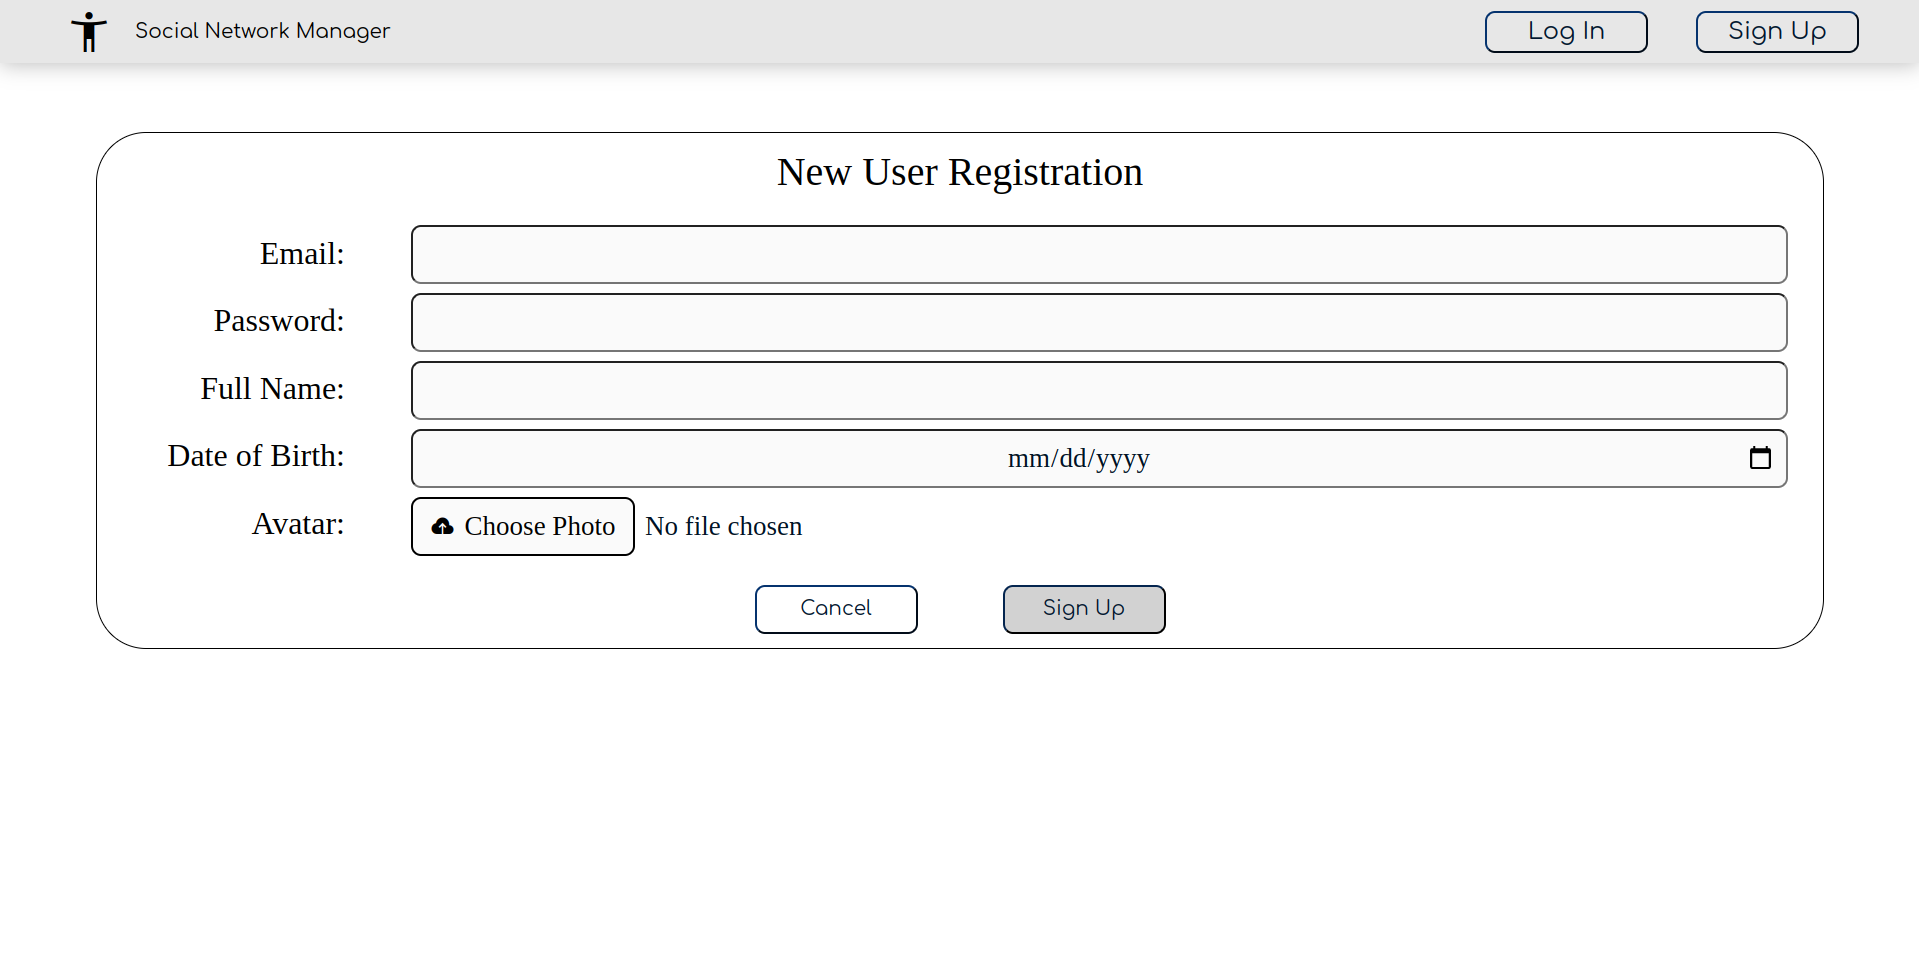 Social Network Manager
Log In
Sign Up
New User Registration
Email:
Password:
Full Name:
Date of Birth:
mm/dd/yyyy
Avatar:
Choose Photo
No file chosen
Cancel
Sign Up